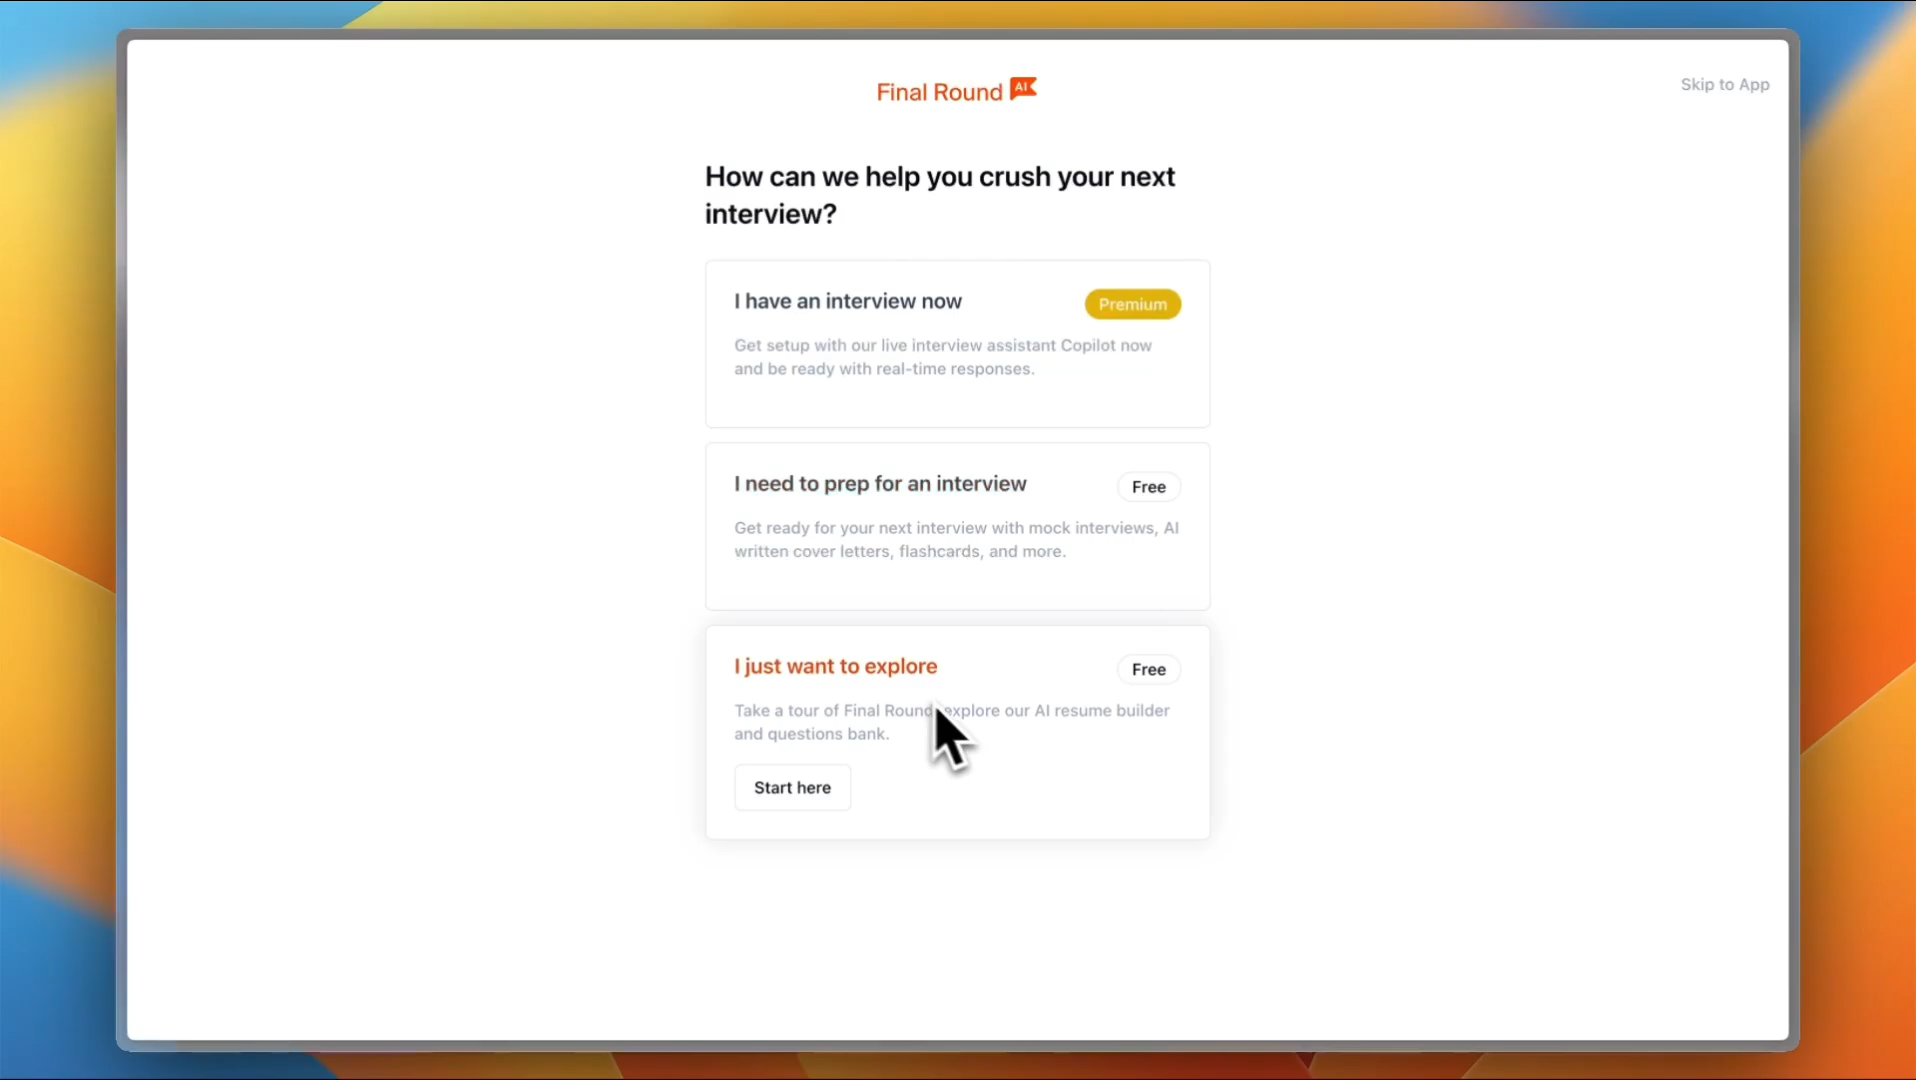 Final Round AI
Skip to App
How can we help you crush your next
interview?
I have an interview now
Premium
Get setup with our live interview assistant Copilot now
and be ready with real-time responses.
I need to prep for an interview
Free
Get ready for your next interview with mock interviews, AI
written cover letters, flashcards, and more.
I just want to explore
Free
Take a tour of Final Round, explore our AI resume builder
and questions bank.
Start here